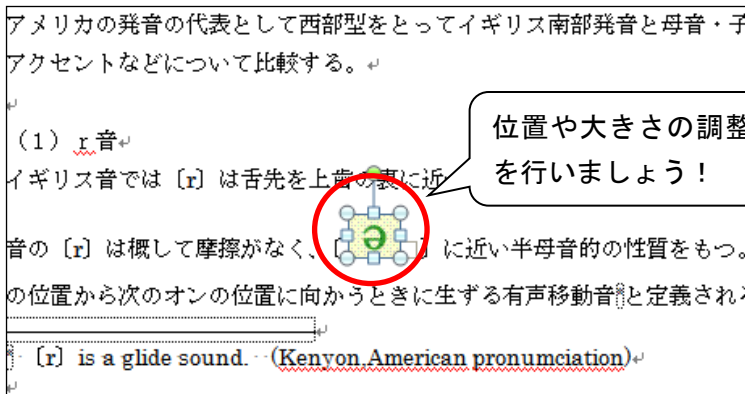 アメリカの発音の代表として西部型をとってイギリス南部発音と母音・子
アクセントなどについて比較する。
(1) r 音
位置や大きさの調整
を行いましょう！
イギリス音では〔r〕は舌先を上歯の裏に近
音の〔r〕は概して摩擦がなく、〔ə〕に近い半母音的の性質をもつ。
の位置から次のオンの位置に向かうときに生ずる有声移動音と定義され
〔r〕is a glide sound. (Kenyon,American pronumciation)